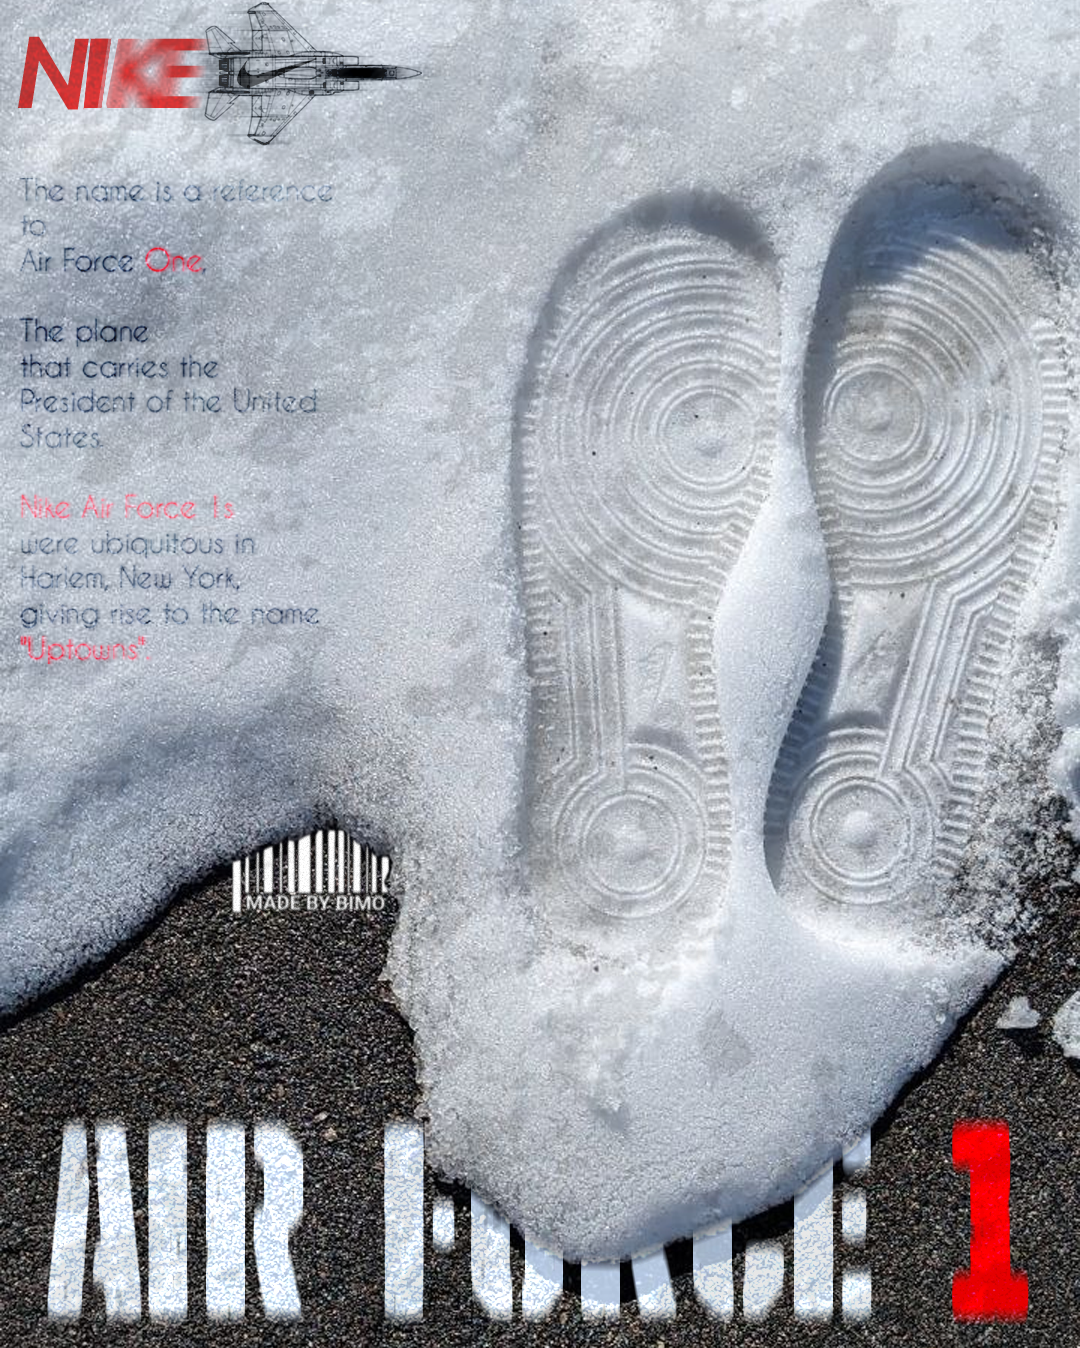 NIKE
The name is a reference
to
Air Force One.
The plane
that carries the
President of the United
States.
Nike Air Force 1s
were ubiquitous in
Harlem, New York,
giving rise to the name
"Uptowns".
MADE BY BIMO
AIR FORCE 1